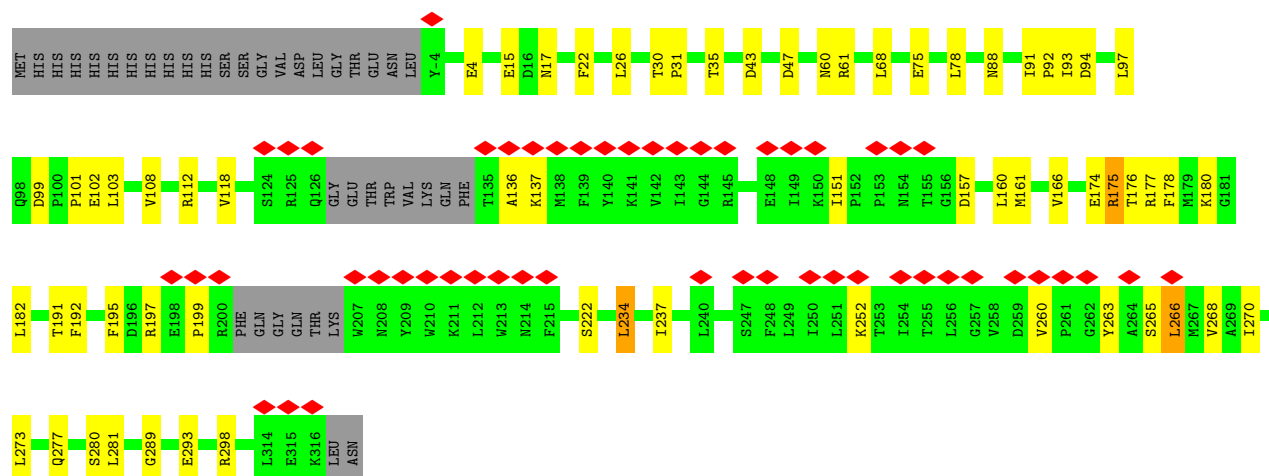 MET HIS HIS HIS HIS HIS HIS HIS HIS HIS HIS SER SER GLY VAL ASP LEU GLY THR GLU ASN LEU Y-4 E4 E15 D16 N17 F22 L26 T30 P31 T35 D43 D47 N60 R61 L68 E75 L78 N88 I91 P92 I93 D94 L97
Q98 D99 P100 P101 E102 L103 V108 R112 V118 S124 R125 Q126 GLY GLU THR TRP VAL LYS GLN PHE T135 A136 K137 M138 F139 Y140 K141 V142 I143 G144 R145 E148 I149 K150 I151 P152 P153 N154 T155 G156 D157 L160 M161 V166 E174 R175 T176 R177 F178 M179 K180 G181
L182 T191 F192 F195 D196 R197 E198 P199 R200 PHE GLN GLY GLN THR LYS W207 N208 Y209 W210 K211 L212 W213 N214 F215 S222 L234 I237 L240 S247 F248 L249 I250 L251 K252 T253 I254 T255 L256 G257 V258 D259 V260 P261 G262 Y263 A264 S265 L266 M267 V268 A269 I270
L273 Q277 S280 L281 G289 E293 R298 L314 E315 K316 LEU ASN